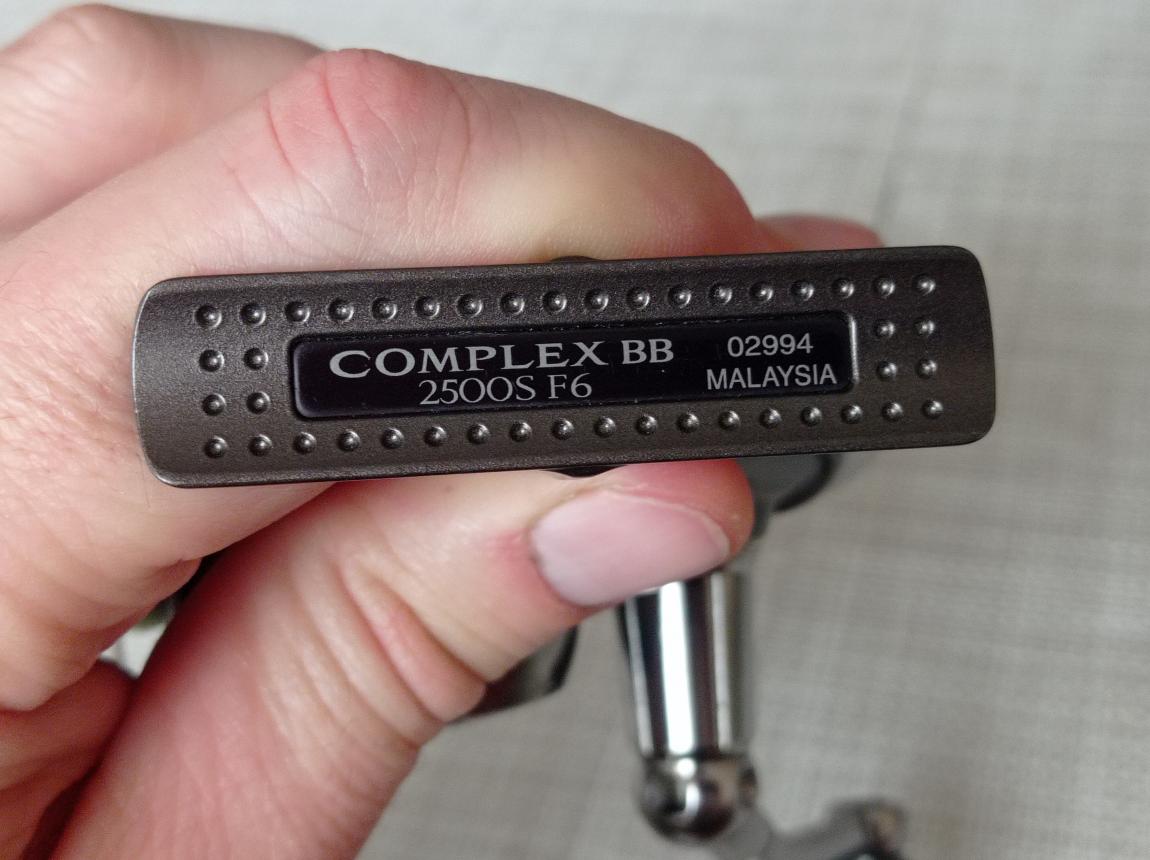 COMPLEX BB
2500S F6
02994
MALAYSIA